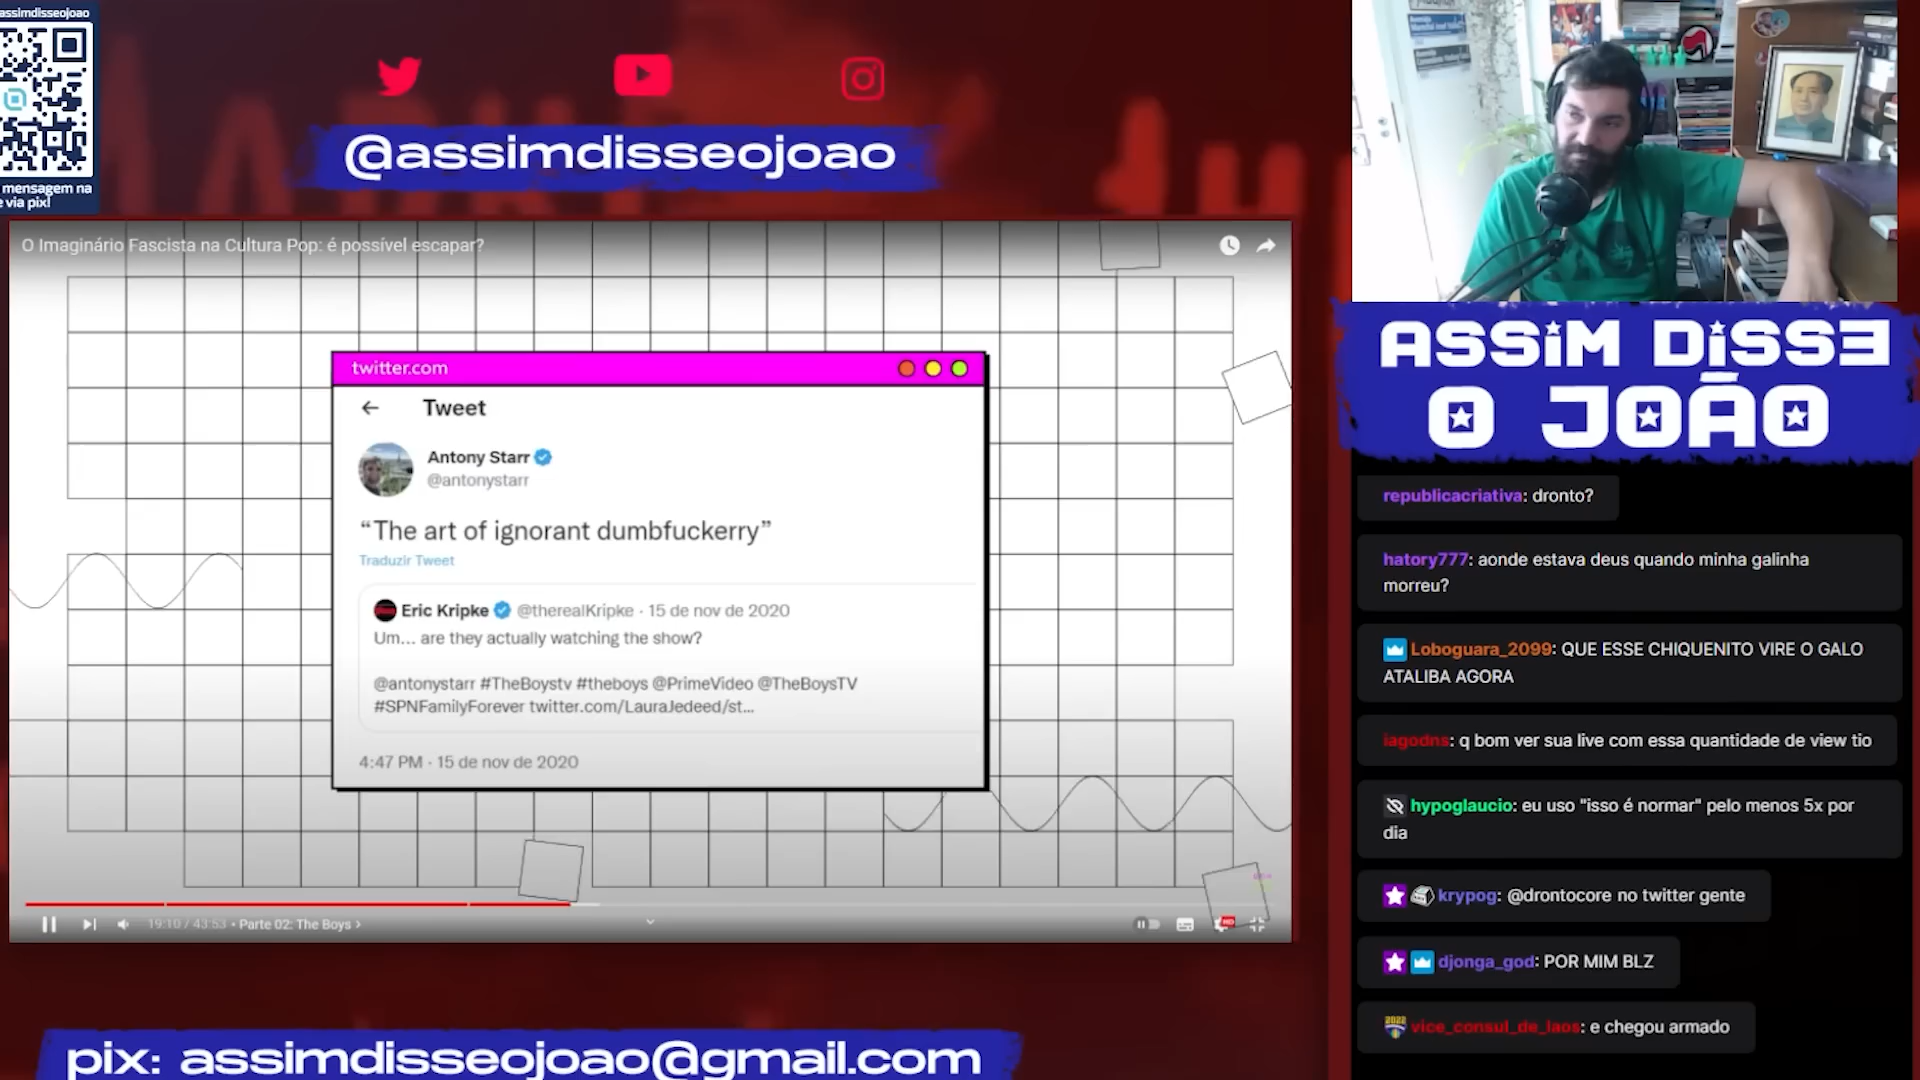 assimdisseojoao
mensagem na
e via pix!
@assimdisseojoao
O Imaginário Fascista na Cultura Pop: é possível escapar?
twitter.com
Tweet
Antony Starr
@antonystarr
“The art of ignorant dumbfuckerry”
Traduzir Tweet
Eric Kripke @therealKripke · 15 de nov de 2020
Um... are they actually watching the show?
@antonystarr #TheBoystv #theboys @PrimeVideo @TheBoysTV
#SPNFamilyForever twitter.com/LauraJedeed/st...
4:47 PM · 15 de nov de 2020
19:10 / 43:53 • Parte 02: The Boys >
HD
pix: assimdisseojoao@gmail.com
ASSIM DISSE
O JOÃO
republicacriativa: dronto?
hatory777: aonde estava deus quando minha galinha
morreu?
Loboguara_2099: QUE ESSE CHIQUENITO VIRE O GALO
ATALIBA AGORA
iagodns: q bom ver sua live com essa quantidade de view tio
hypoglaucio: eu uso "isso é normar" pelo menos 5x por
dia
krypog: @drontocore no twitter gente
djonga_god: POR MIM BLZ
2022 vice_consul_de_laos: e chegou armado